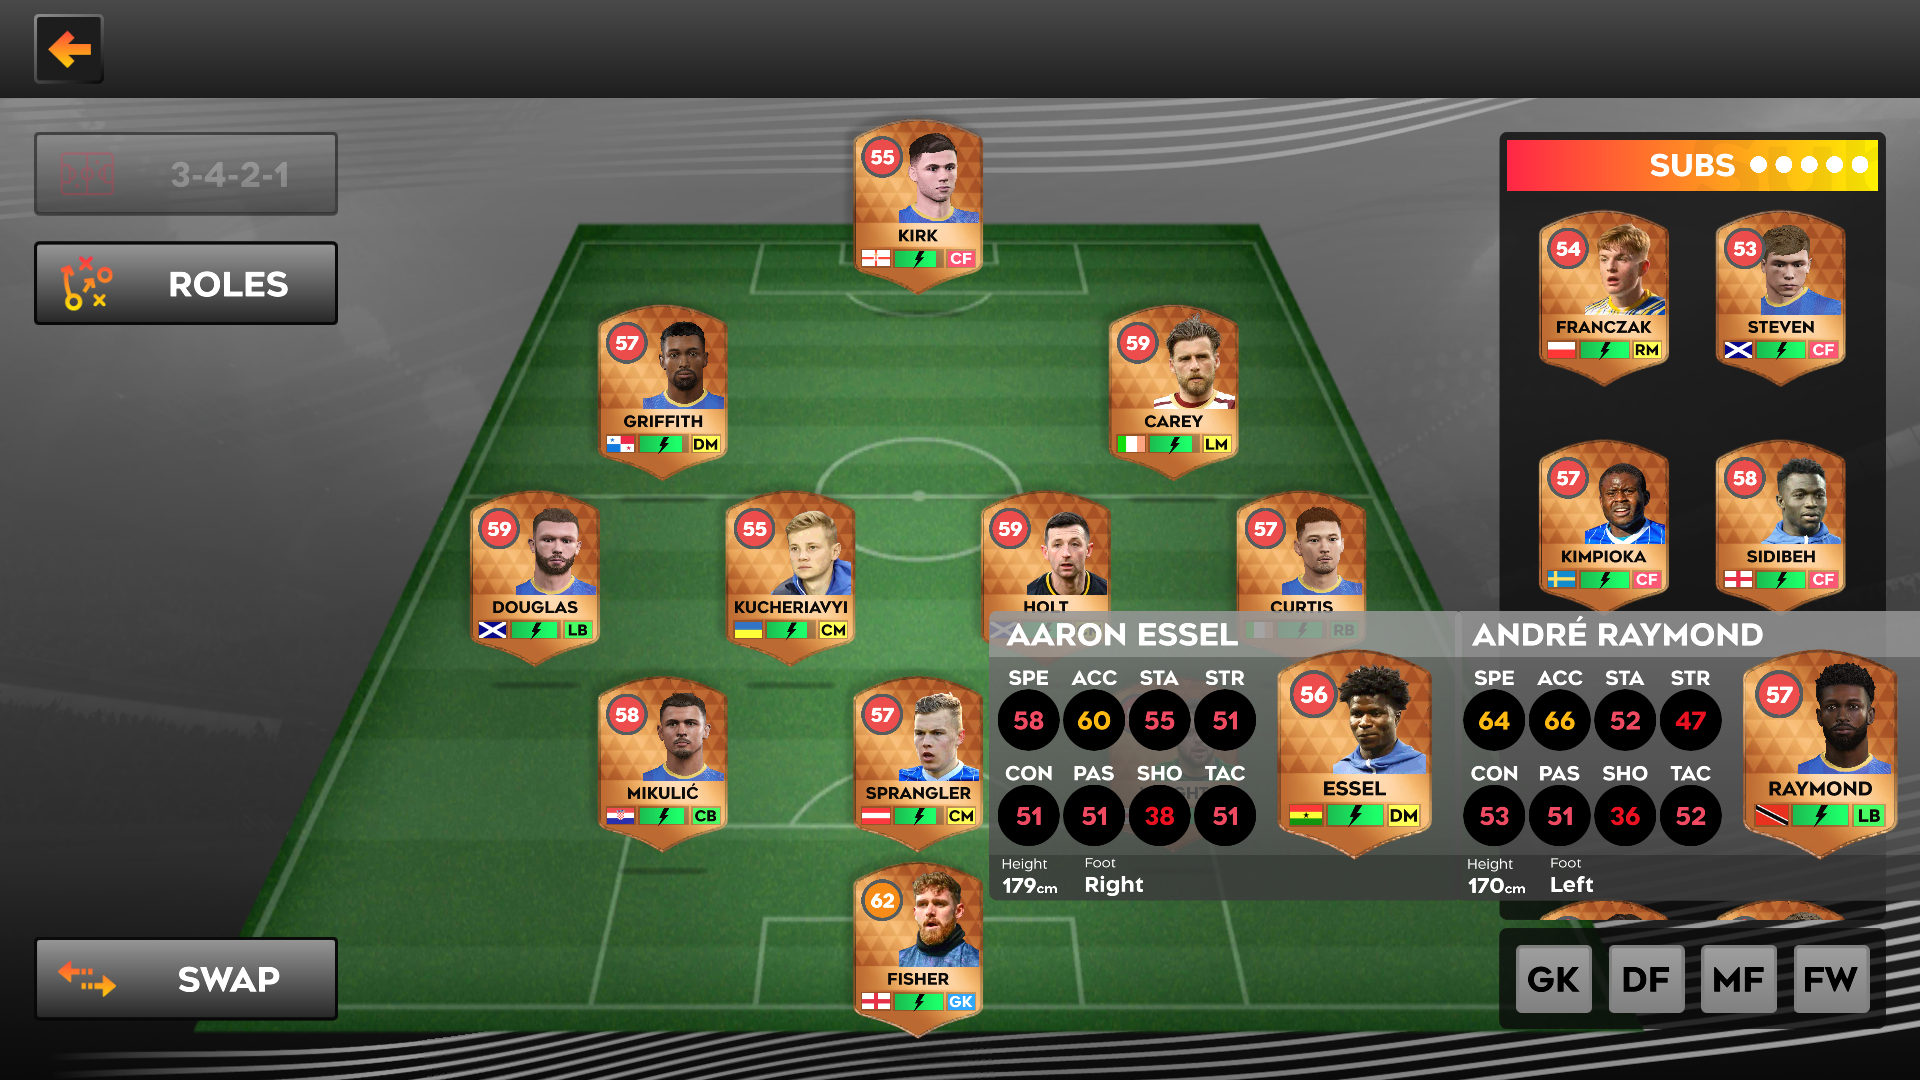 3-4-2-1
ROLES
SUBS
55
KIRK
CF
54
FRANCZAK
RM
53
STEVEN
CF
57
GRIFFITH
DM
59
CAREY
LM
57
KIMPIOKA
CF
58
SIDIBEH
CF
59
DOUGLAS
LB
55
KUCHERIAVYI
CM
59
HOLT
57
CURTIS
RB
58
MIKULIĆ
CB
57
SPRANGLER
CM
AARON ESSEL
SPE ACC STA STR
58 60 55 51
CON PAS SHO TAC
51 51 38 51
Height Foot
179cm Right
56
ESSEL
DM
ANDRÉ RAYMOND
SPE ACC STA STR
64 66 52 47
CON PAS SHO TAC
53 51 36 52
Height Foot
170cm Left
57
RAYMOND
LB
62
FISHER
GK
SWAP
GK DF MF FW